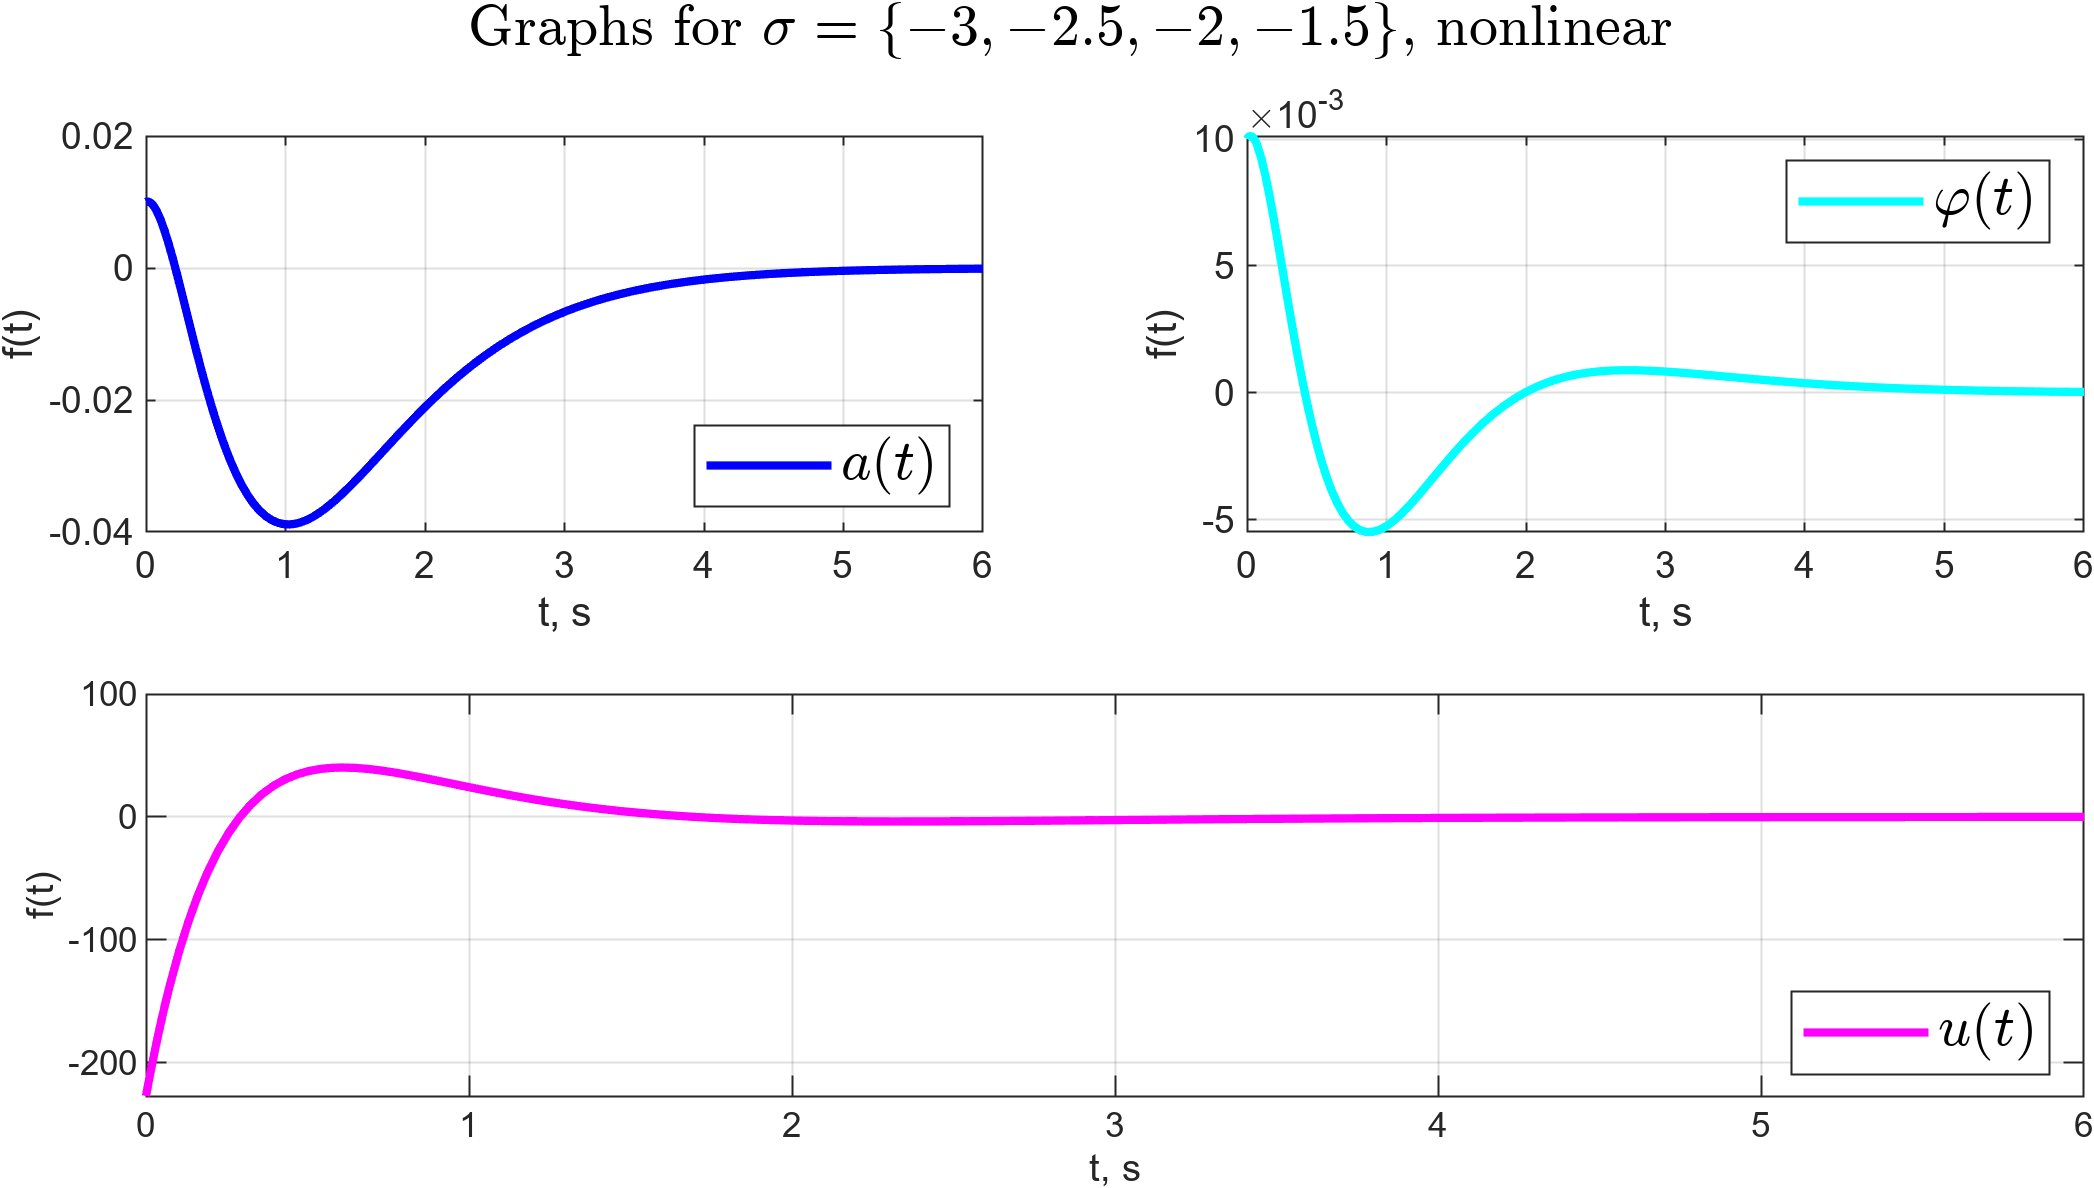 Graphs for σ = {−3, −2.5, −2, −1.5}, nonlinear
0.02
0
-0.02
-0.04
f(t)
0 1 2 3 4 5 6
t, s
a(t)
×10-3
10
5
0
-5
f(t)
0 1 2 3 4 5 6
t, s
φ(t)
100
0
-100
-200
f(t)
0 1 2 3 4 5 6
t, s
u(t)